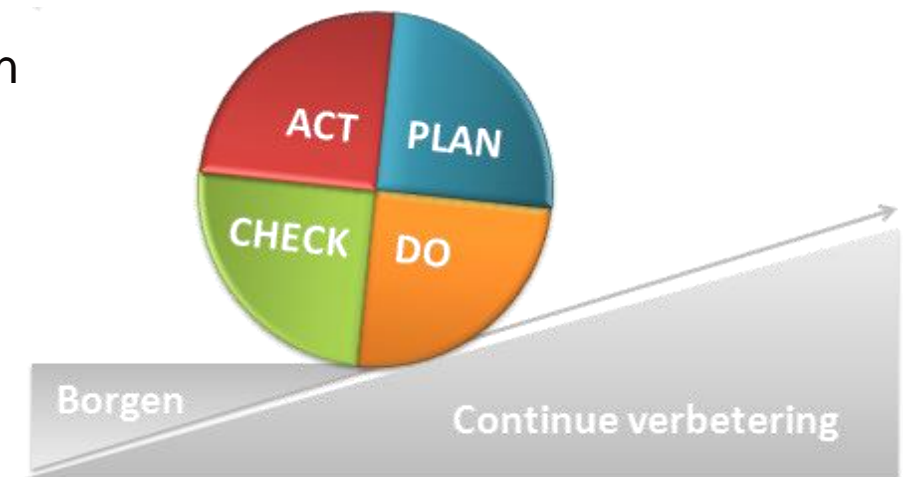 n
ACT
PLAN
CHECK
DO
Borgen
Continue verbetering